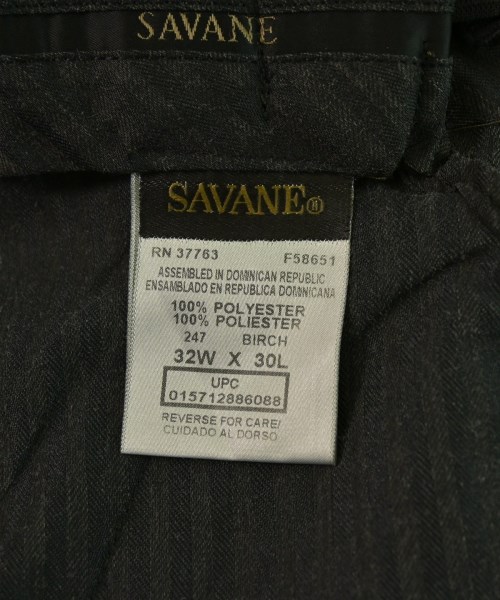 SAVANE
SAVANE®
RN 37763 F58651
ASSEMBLED IN DOMINICAN REPUBLIC
ENSAMBLADO EN REPUBLICA DOMINICANA
100% POLYESTER
100% POLIESTER
247 BIRCH
32W X 30L
UPC
015712886088
REVERSE FOR CARE/
CUIDADO AL DORSO